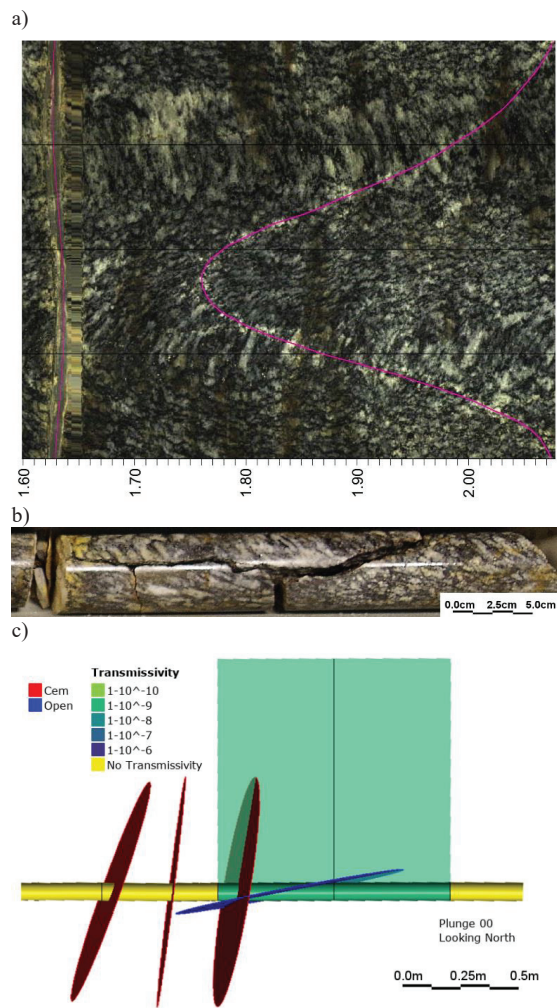 a)
1.60 1.70 1.80 1.90 2.00
b)
0.0cm 2.5cm 5.0cm
c)
Transmissivity
Cem
Open
1-10^-10
1-10^-9
1-10^-8
1-10^-7
1-10^-6
No Transmissivity
Plunge 00
Looking North
0.0m 0.25m 0.5m